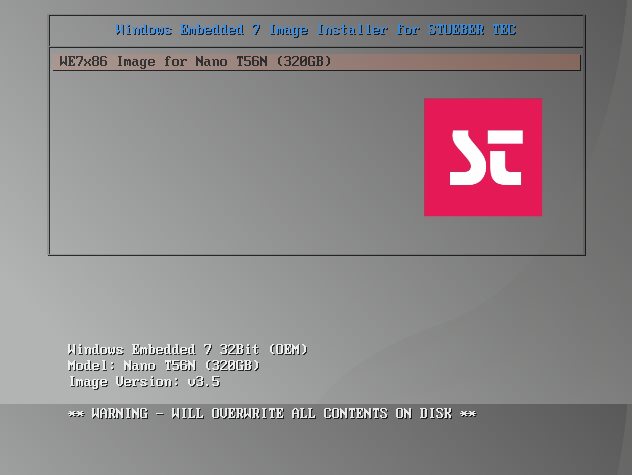 Windows Embedded 7 Image Installer for STUEBER TEC
WE7x86 Image for Nano T56N (320GB)
St
Windows Embedded 7 32Bit (OEM)
Model: Nano T56N (320GB)
Image Version: v3.5
** WARNING - WILL OVERWRITE ALL CONTENTS ON DISK **